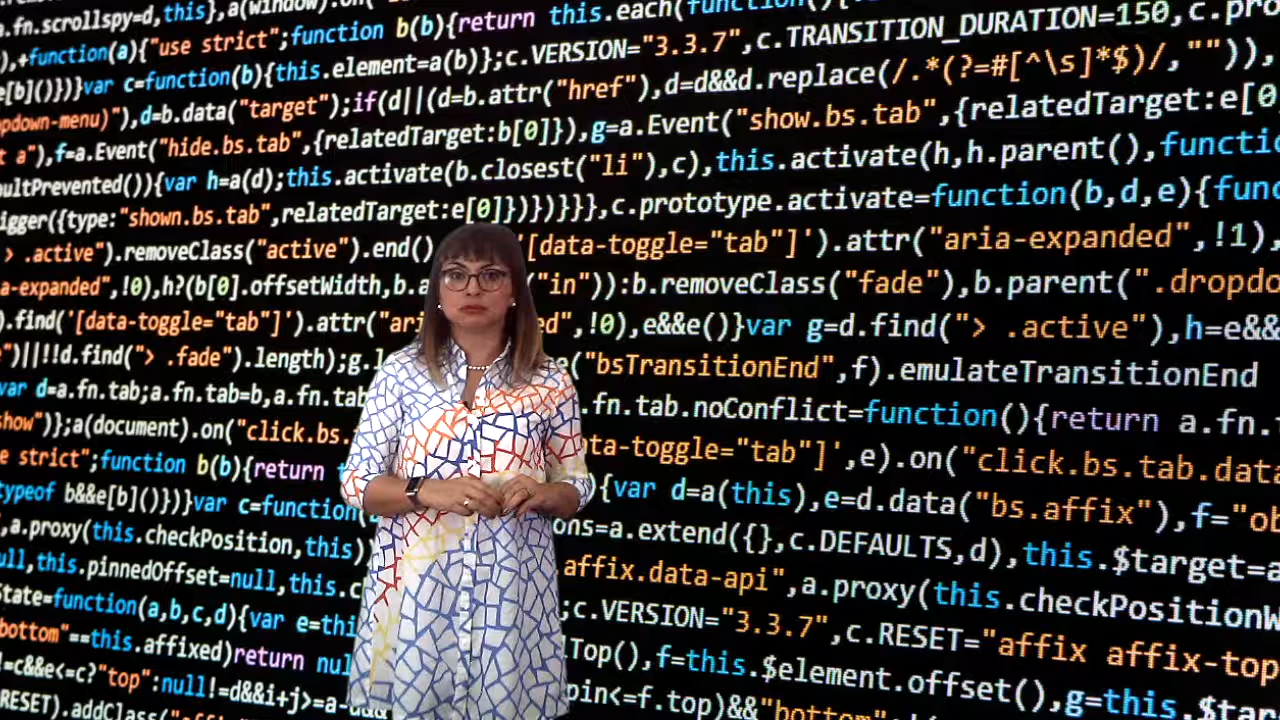 a.fn.scrollspy=d,this},a(window).on(
),+function(a){"use strict";function b(b){return this.each(function(){
e[b]()})}var c=function(b){this.element=a(b)};c.VERSION="3.3.7",c.TRANSITION_DURATION=150,c.pro
pdown-menu)"),d=b.data("target");if(d||(d=b.attr("href"),d=d&&d.replace(/.*(?=#[^\s]*$)/,"")),
t a"),f=a.Event("hide.bs.tab",{relatedTarget:b[0]}),g=a.Event("show.bs.tab",{relatedTarget:e[0
aultPrevented()){var h=a(d);this.activate(b.closest("li"),c),this.activate(h,h.parent(),functio
igger({type:"shown.bs.tab",relatedTarget:e[0]})})}}},c.prototype.activate=function(b,d,e){func
> .active").removeClass("active").end() '[data-toggle="tab"]').attr("aria-expanded",!1),
a-expanded",!0),h?(b[0].offsetWidth,b.a ("in")):b.removeClass("fade"),b.parent(".dropdo
).find('[data-toggle="tab"]').attr("ari ed",!0),e&&e()}var g=d.find("> .active"),h=e&&
")||!!d.find("> .fade").length);g. e("bsTransitionEnd",f).emulateTransitionEnd
var d=a.fn.tab;a.fn.tab=b,a.fn.tab .fn.tab.noConflict=function(){return a.fn.t
show")};a(document).on("click.bs. ata-toggle="tab"]',e).on("click.bs.tab.data
e strict";function b(b){return ){var d=a(this),e=d.data("bs.affix"),f="ob
typeof b&&e[b]()})}var c=function( ons=a.extend({},c.DEFAULTS,d),this.$target=a
,a.proxy(this.checkPosition,this) affix.data-api",a.proxy(this.checkPositionW
ull,this.pinnedOffset=null,this.c ;c.VERSION="3.3.7",c.RESET="affix affix-top
State=function(a,b,c,d){var e=thi lTop(),f=this.$element.offset(),g=this.$tar
bottom"==this.affixed)return nul pin<=f.top)&&"bottom"
!=c&&e<=c?"top":null!=d&&i+j>=a-d&&
RESET).addClass("affi